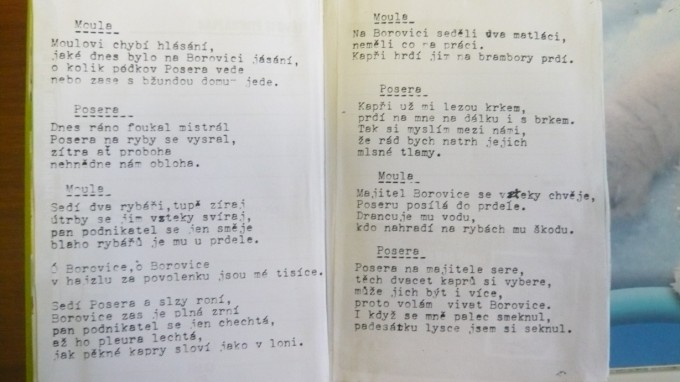 Moula
Moulovi chybí hlásání,
jaké dnes bylo na Borovici jásání,
o kolik pódkov Posera vede
nebo zase s bžundou domu jede.
Posera
Dnes ráno foukal mistrál
Posera na ryby se vysral,
zítra at proboha
nehnědne nám obloha.
Moula
Sedí dva rybáři, tupě zíraj
útrby se jim vzteky svíraj,
pan podnikatel se jen směje
blaho rybářů je mu u prdele.
Ó Borovice, ó Borovice
v hajzlu za povolenku jsou mé tisíce.
Sedí Posera a slzy roní,
Borovice zas je plná zrní
pan podnikatel se jen chechtá,
až ho pleura lechtá,
jak pěkné kapry sloví jako v loni.
Moula
Na Borovici seděli dva matláci,
neměli co na práci.
Kapři hrdí jim na brambory prdí.
Posera
Kapři už mi lezou krkem,
prdí na mne na dálku i s brkem.
Tak si myslím mezi námi,
že rád bych natrh jejich
mlsné tlamy.
Moula
Majitel Borovice se vzteky chvěje,
Poseru posílá do prdele.
Drancuje mu vodu,
kdo nahradí na rybách mu škodu.
Posera
Posera na majitele sere,
těch dvacet kaprů si vybere,
může jich být i více,
proto volám vivat Borovice.
I když se mně palec smeknul,
padesátku lysce jsem si seknul.